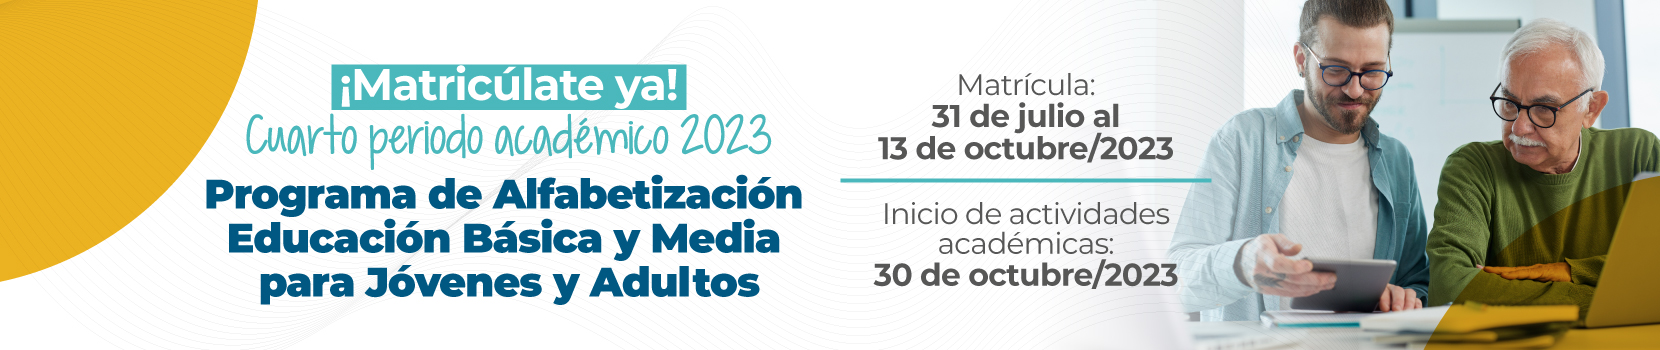 ¡Matricúlate ya!
Cuarto periodo académico 2023
Programa de Alfabetización
Educación Básica y Media
para Jóvenes y Adultos
Matrícula:
31 de julio al
13 de octubre/2023
Inicio de actividades
académicas:
30 de octubre/2023